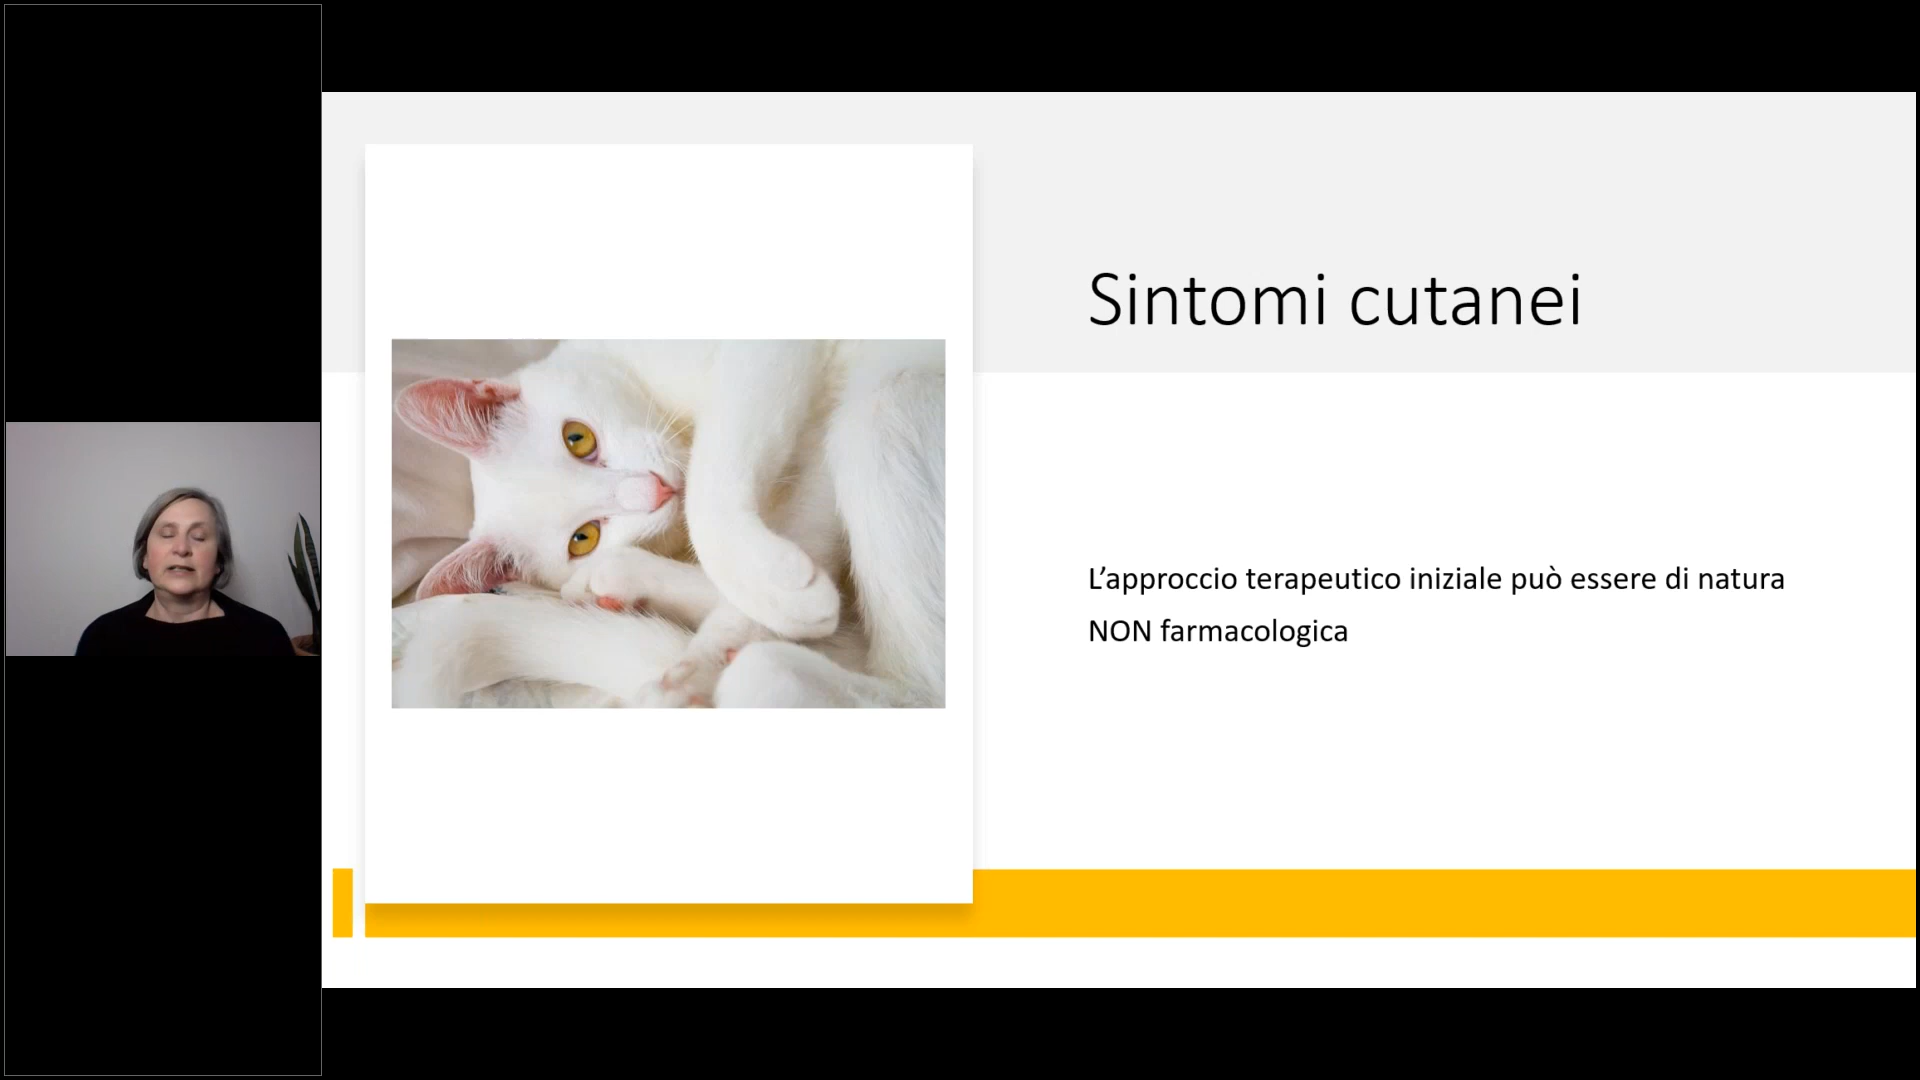 Sintomi cutanei
L’approccio terapeutico iniziale può essere di natura
NON farmacologica